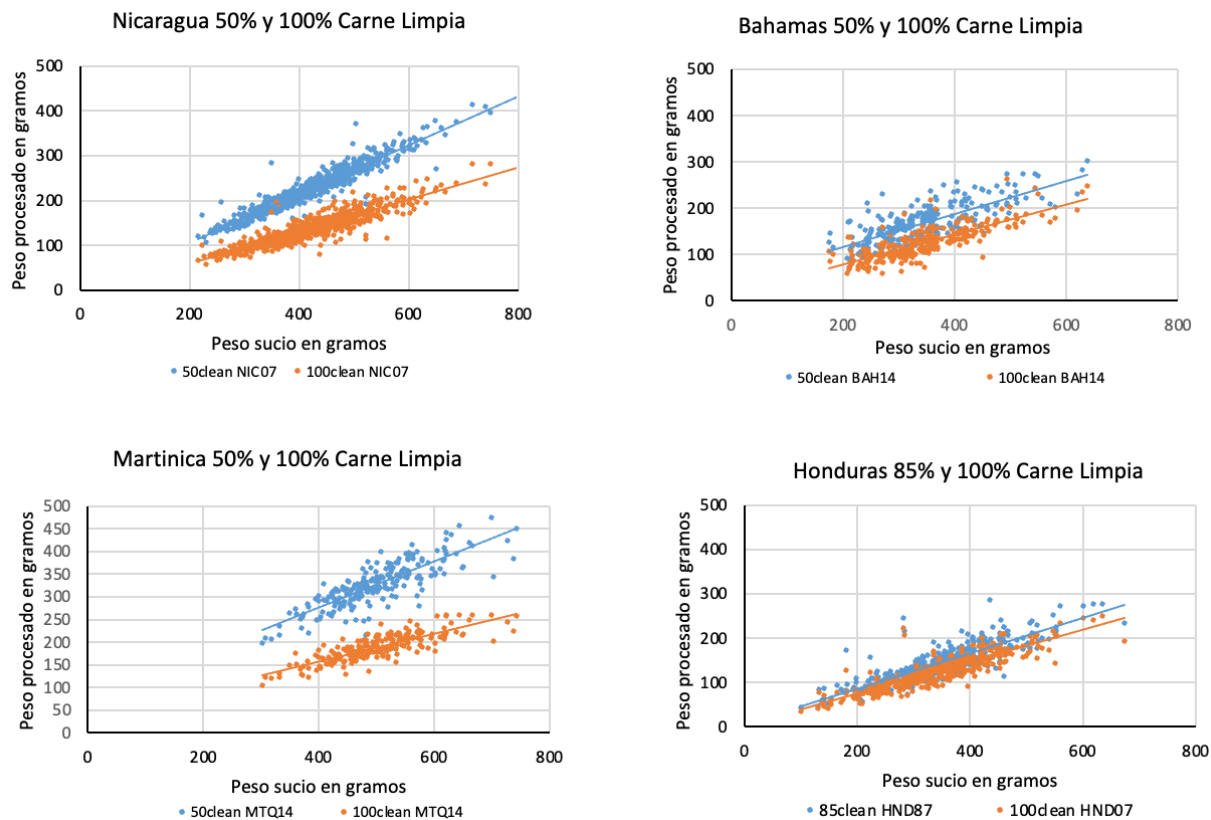 Nicaragua 50% y 100% Carne Limpia
Peso procesado en gramos
500
400
300
200
100
0
0 200 400 600 800
Peso sucio en gramos
50clean NIC07 100clean NIC07
Bahamas 50% y 100% Carne Limpia
Peso procesado en gramos
500
400
300
200
100
0
0 200 400 600 800
Peso sucio en gramos
50clean BAH14 100clean BAH14
Martinica 50% y 100% Carne Limpia
Peso procesado en gramos
500
450
400
350
300
250
200
150
100
50
0
0 200 400 600 800
Peso sucio en gramos
50clean MTQ14 100clean MTQ14
Honduras 85% y 100% Carne Limpia
Peso procesado en gramos
500
400
300
200
100
0
0 200 400 600 800
Peso sucio en gramos
85clean HND87 100clean HND07